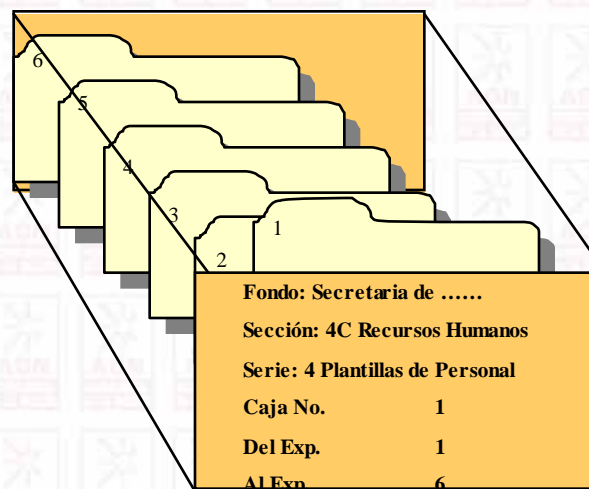 6
5
4
3
2
1
Fondo: Secretaria de ......
Sección: 4C Recursos Humanos
Serie: 4 Plantillas de Personal
Caja No. 1
Del Exp. 1
Al Exp. 6